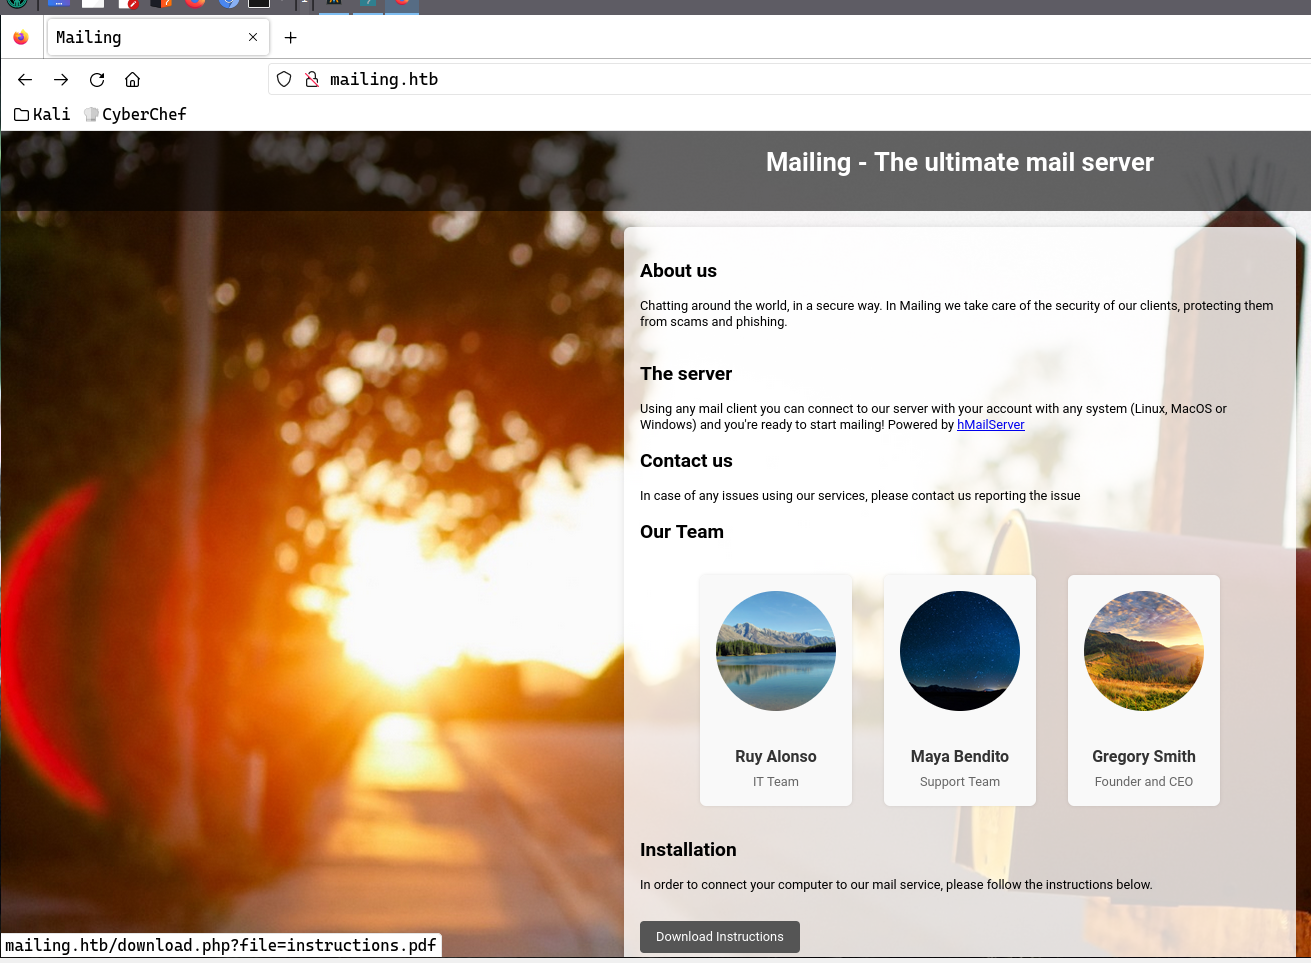 Mailing
mailing.htb
Kali CyberChef
Mailing - The ultimate mail server
About us
Chatting around the world, in a secure way. In Mailing we take care of the security of our clients, protecting them
from scams and phishing.
The server
Using any mail client you can connect to our server with your account with any system (Linux, MacOS or
Windows) and you're ready to start mailing! Powered by hMailServer
Contact us
In case of any issues using our services, please contact us reporting the issue
Our Team
Ruy Alonso
IT Team
Maya Bendito
Support Team
Gregory Smith
Founder and CEO
Installation
In order to connect your computer to our mail service, please follow the instructions below.
Download Instructions
mailing.htb/download.php?file=instructions.pdf